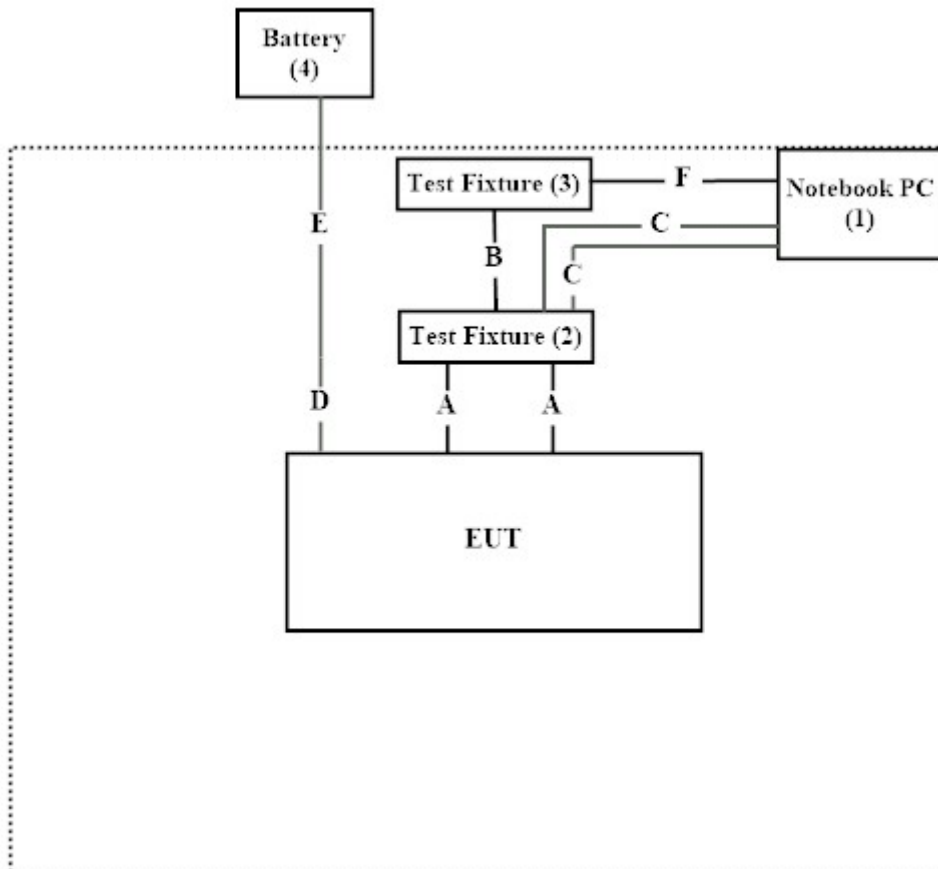 Battery
(4)
Test Fixture (3)
F
Notebook PC
(1)
E
C
B
C
Test Fixture (2)
D
A
A
EUT